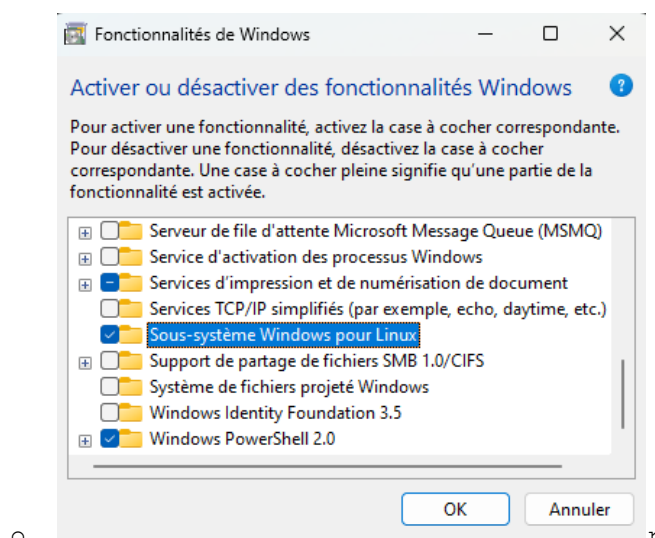 Fonctionnalités de Windows
Activer ou désactiver des fonctionnalités Windows
?
Pour activer une fonctionnalité, activez la case à cocher correspondante.
Pour désactiver une fonctionnalité, désactivez la case à cocher
correspondante. Une case à cocher pleine signifie qu'une partie de la
fonctionnalité est activée.
Serveur de file d'attente Microsoft Message Queue (MSMQ)
Service d'activation des processus Windows
Services d'impression et de numérisation de document
Services TCP/IP simplifiés (par exemple, echo, daytime, etc.)
Sous-système Windows pour Linux
Support de partage de fichiers SMB 1.0/CIFS
Système de fichiers projeté Windows
Windows Identity Foundation 3.5
Windows PowerShell 2.0
OK Annuler